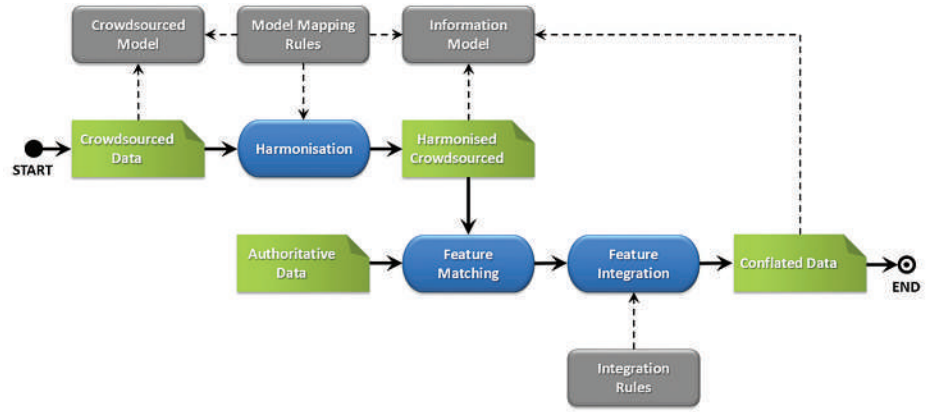 Crowdsourced
Model
Model Mapping
Rules
Information
Model
START
Crowdsourced
Data
Harmonisation
Harmonised
Crowdsourced
Authoritative
Data
Feature
Matching
Feature
Integration
Conflated Data
END
Integration
Rules